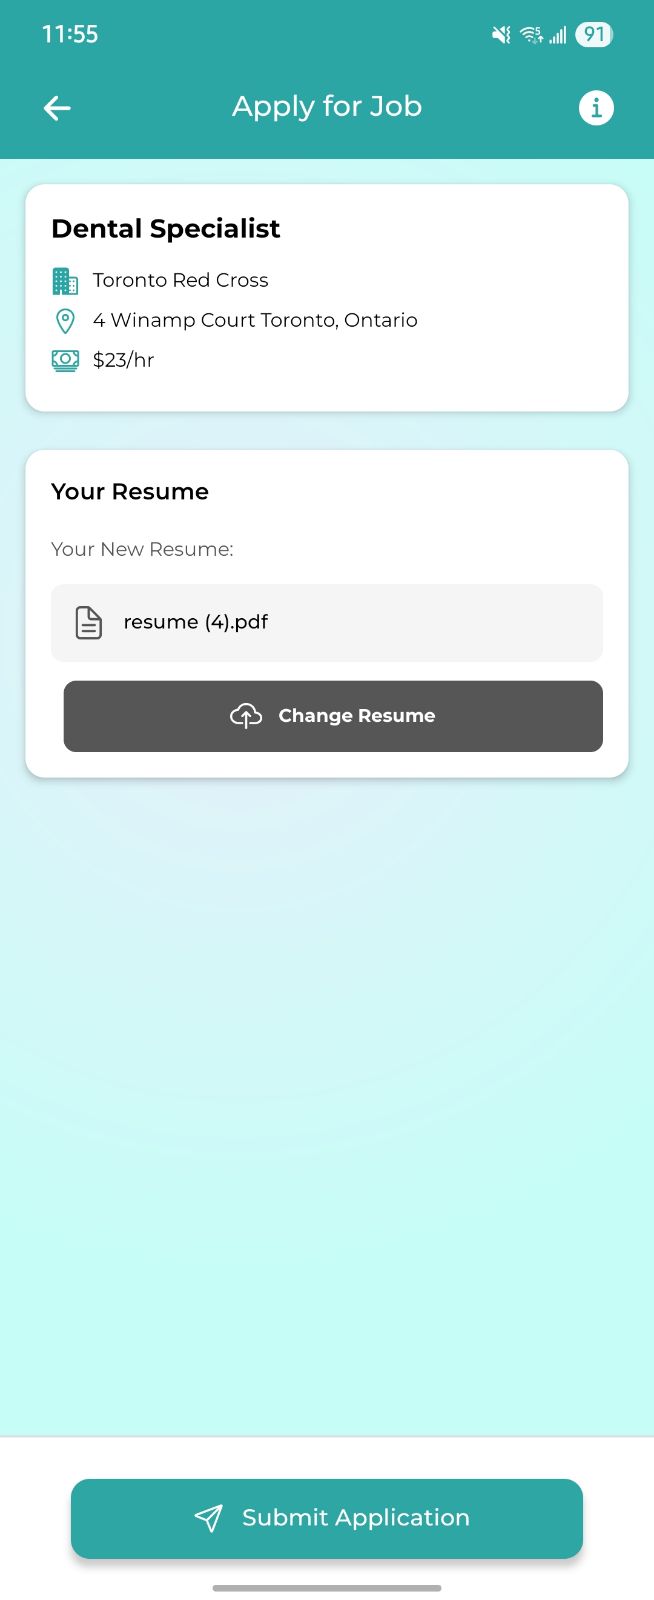 11:55
91
Apply for Job
Dental Specialist
Toronto Red Cross
4 Winamp Court Toronto, Ontario
$23/hr
Your Resume
Your New Resume:
resume (4).pdf
Change Resume
Submit Application